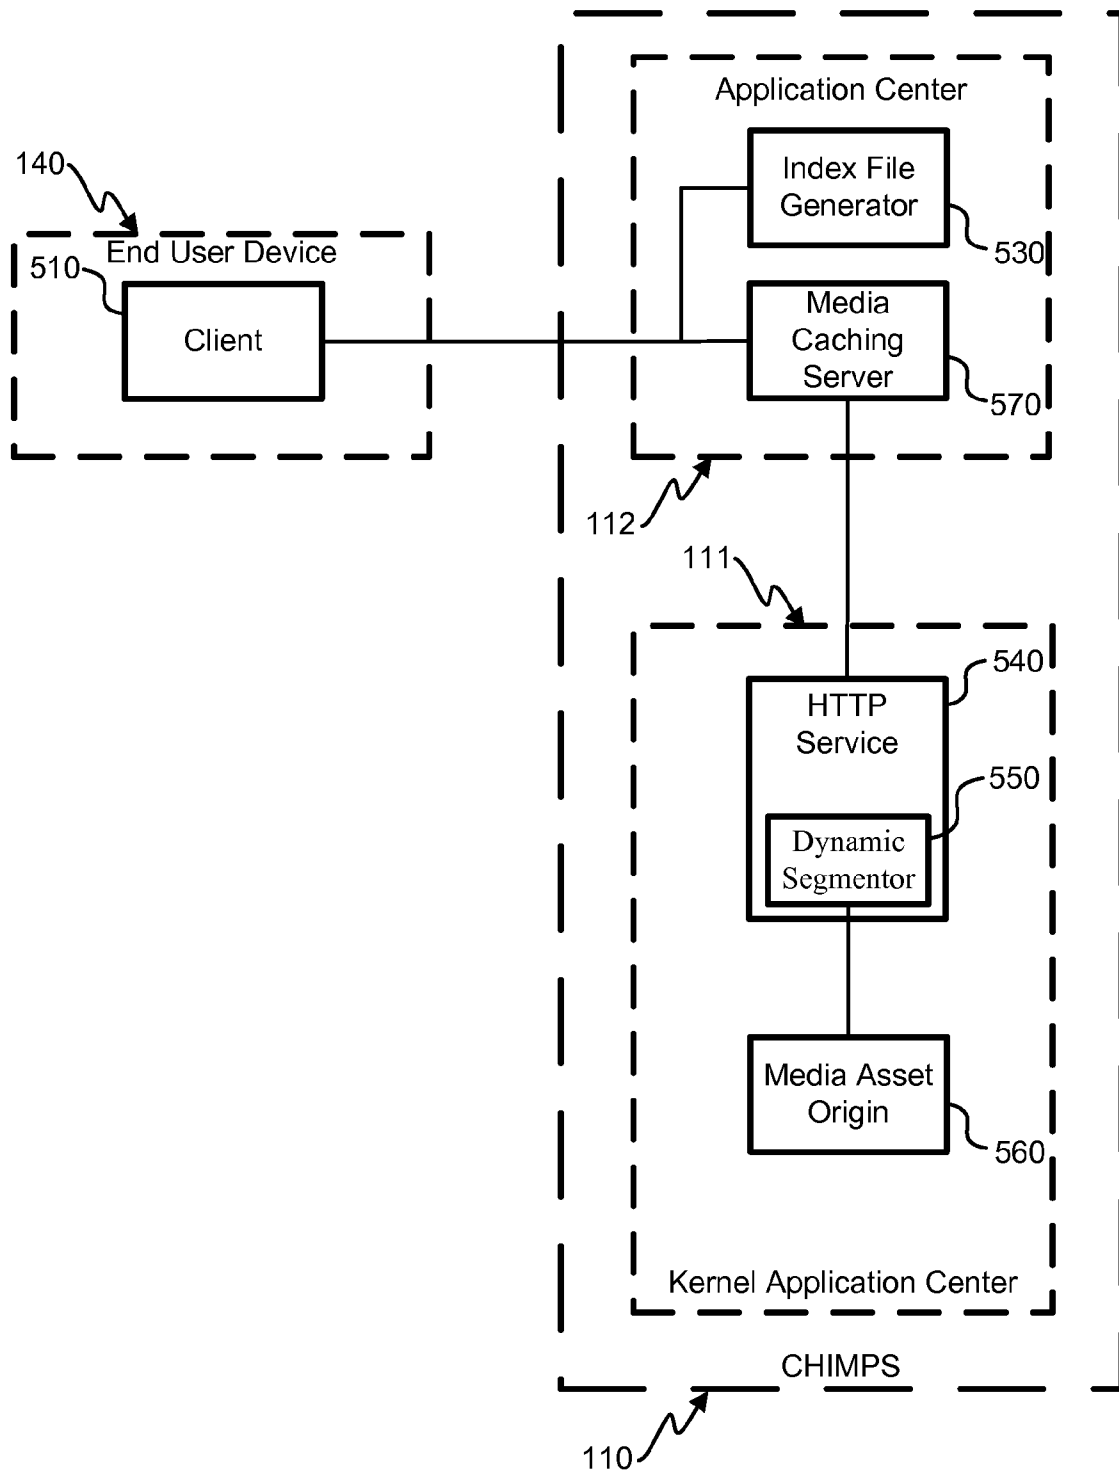 Application Center
140
Index File
Generator
530
End User Device
510
Client
Media
Caching
Server
570
112
111
540
HTTP
Service
550
Dynamic
Segmentor
Media Asset
Origin
560
Kernel Application Center
CHIMPS
110